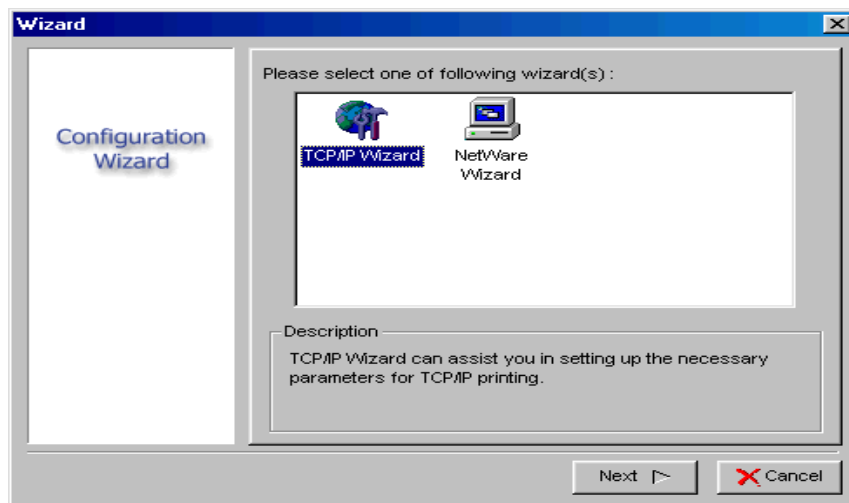 Wizard
Configuration
Wizard
Please select one of following wizard(s) :
TCP/IP Wizard
NetWare
Wizard
Description
TCP/IP Wizard can assist you in setting up the necessary
parameters for TCP/IP printing.
Next
Cancel